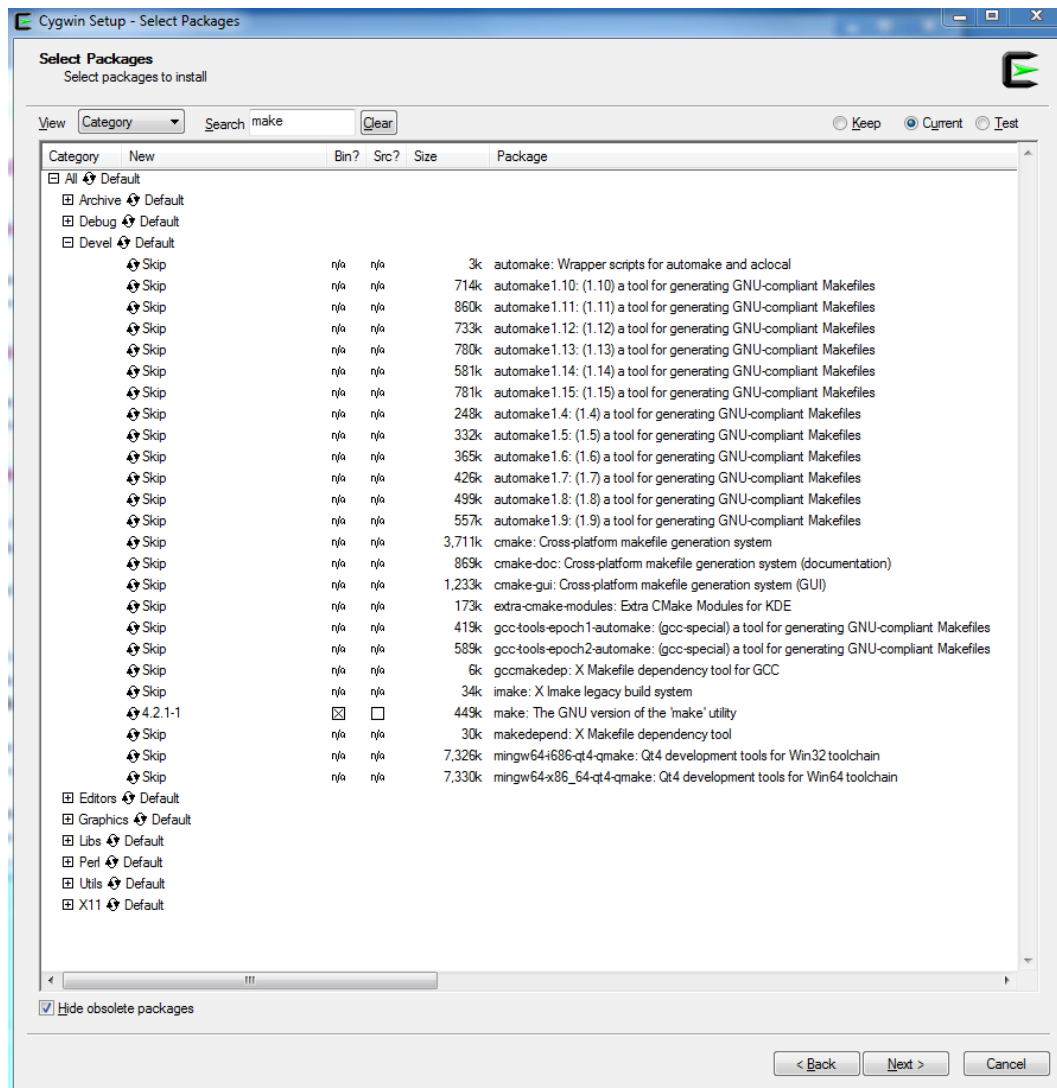 Cygwin Setup - Select Packages
Select Packages
Select packages to install
View Category Search make Clear Keep Current Test
Category New Bin? Src? Size Package
All Default
Archive Default
Debug Default
Devel Default
Skip n/a n/a 3k automake: Wrapper scripts for automake and aclocal
Skip n/a n/a 714k automake1.10: (1.10) a tool for generating GNU-compliant Makefiles
Skip n/a n/a 860k automake1.11: (1.11) a tool for generating GNU-compliant Makefiles
Skip n/a n/a 733k automake1.12: (1.12) a tool for generating GNU-compliant Makefiles
Skip n/a n/a 780k automake1.13: (1.13) a tool for generating GNU-compliant Makefiles
Skip n/a n/a 581k automake1.14: (1.14) a tool for generating GNU-compliant Makefiles
Skip n/a n/a 781k automake1.15: (1.15) a tool for generating GNU-compliant Makefiles
Skip n/a n/a 248k automake1.4: (1.4) a tool for generating GNU-compliant Makefiles
Skip n/a n/a 332k automake1.5: (1.5) a tool for generating GNU-compliant Makefiles
Skip n/a n/a 365k automake1.6: (1.6) a tool for generating GNU-compliant Makefiles
Skip n/a n/a 426k automake1.7: (1.7) a tool for generating GNU-compliant Makefiles
Skip n/a n/a 499k automake1.8: (1.8) a tool for generating GNU-compliant Makefiles
Skip n/a n/a 557k automake1.9: (1.9) a tool for generating GNU-compliant Makefiles
Skip n/a n/a 3,711k cmake: Cross-platform makefile generation system
Skip n/a n/a 869k cmake-doc: Cross-platform makefile generation system (documentation)
Skip n/a n/a 1,233k cmake-gui: Cross-platform makefile generation system (GUI)
Skip n/a n/a 173k extra-cmake-modules: Extra CMake Modules for KDE
Skip n/a n/a 419k gcc-tools-epoch1-automake: (gcc-special) a tool for generating GNU-compliant Makefiles
Skip n/a n/a 589k gcc-tools-epoch2-automake: (gcc-special) a tool for generating GNU-compliant Makefiles
Skip n/a n/a 6k gccmakedep: X Makefile dependency tool for GCC
Skip n/a n/a 34k imake: X Imake legacy build system
4.2.1-1 449k make: The GNU version of the 'make' utility
Skip n/a n/a 30k makedepend: X Makefile dependency tool
Skip n/a n/a 7,326k mingw64-i686-qt4-qmake: Qt4 development tools for Win32 toolchain
Skip n/a n/a 7,330k mingw64-x86_64-qt4-qmake: Qt4 development tools for Win64 toolchain
Editors Default
Graphics Default
Libs Default
Perl Default
Utils Default
X11 Default
Hide obsolete packages
< Back Next > Cancel